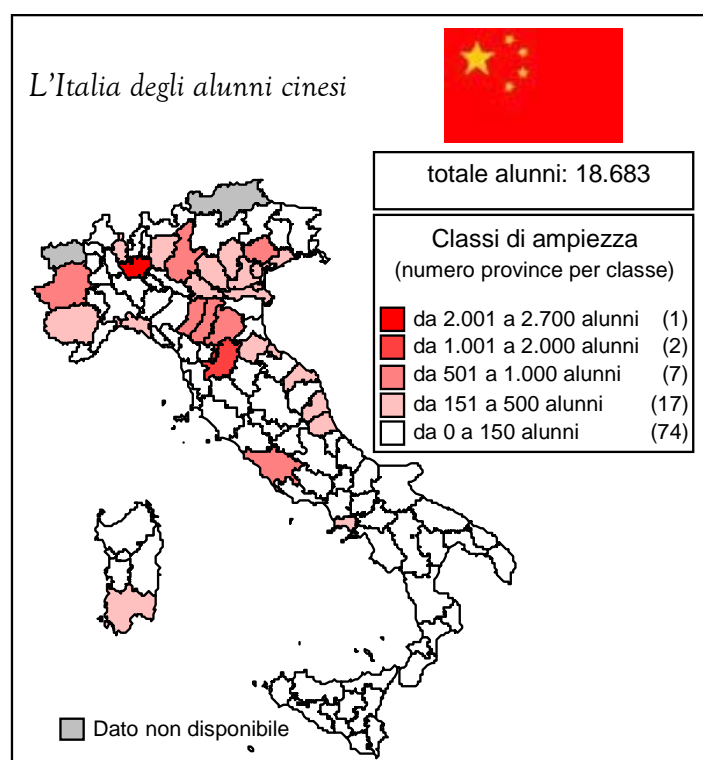 L'Italia degli alunni cinesi
totale alunni: 18.683
Classi di ampiezza
(numero province per classe)
da 2.001 a 2.700 alunni (1)
da 1.001 a 2.000 alunni (2)
da 501 a 1.000 alunni (7)
da 151 a 500 alunni (17)
da 0 a 150 alunni (74)
Dato non disponibile